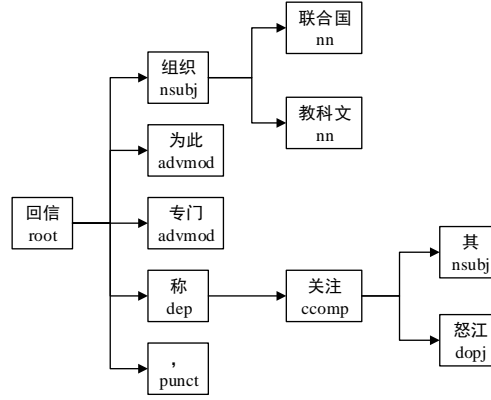 联合国
nn
组织
nsubj
教科文
nn
为此
advmod
回信
root
专门
advmod
其
nsubj
称
dep
关注
ccomp
怒江
dopj
，
punct